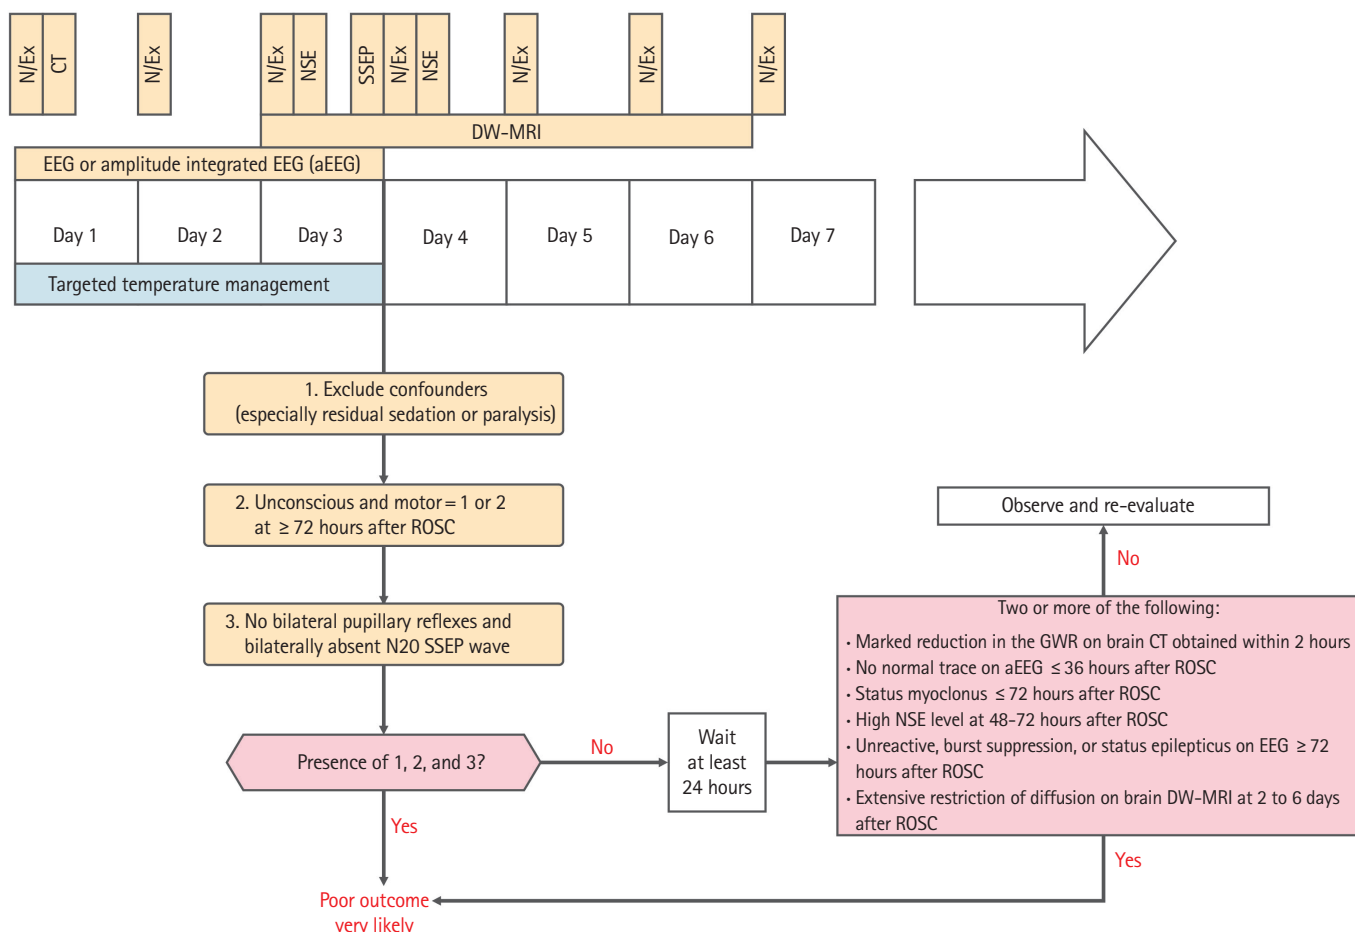 N/Ex
CT
N/Ex
N/Ex
NSE
SSEP
N/Ex
NSE
N/Ex
N/Ex
N/Ex
DW-MRI
EEG or amplitude integrated EEG (aEEG)
Day 1
Day 2
Day 3
Day 4
Day 5
Day 6
Day 7
Targeted temperature management
1. Exclude confounders
(especially residual sedation or paralysis)
2. Unconscious and motor = 1 or 2
at ≥ 72 hours after ROSC
3. No bilateral pupillary reflexes and
bilaterally absent N20 SSEP wave
Presence of 1, 2, and 3?
No
Yes
Wait
at least
24 hours
Observe and re-evaluate
No
Two or more of the following:
· Marked reduction in the GWR on brain CT obtained within 2 hours
· No normal trace on aEEG ≤ 36 hours after ROSC
· Status myoclonus ≤ 72 hours after ROSC
· High NSE level at 48-72 hours after ROSC
· Unreactive, burst suppression, or status epilepticus on EEG ≥ 72
hours after ROSC
· Extensive restriction of diffusion on brain DW-MRI at 2 to 6 days
after ROSC
Yes
Poor outcome
very likely